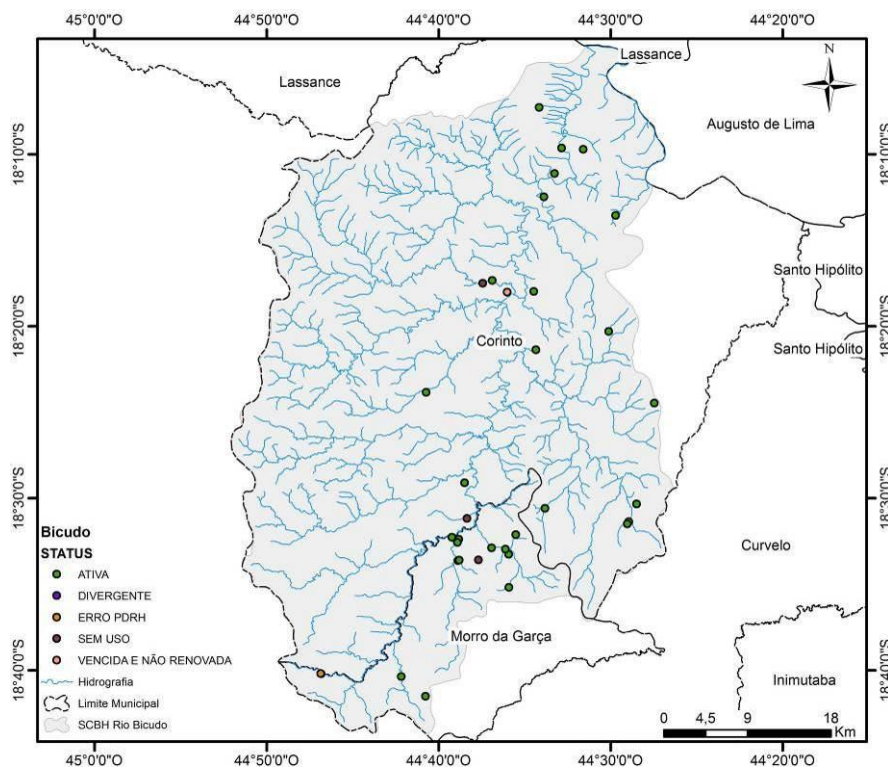 45°0'0"O 44°50'0"O 44°40'0"O 44°30'0"O 44°20'0"O
Lassance
Lassance
N
Augusto de Lima
18°10'0"S
18°10'0"S
Santo Hipólito
18°20'0"S
18°20'0"S
Corinto
Santo Hipólito
18°30'0"S
18°30'0"S
Bicudo
STATUS
ATIVA
DIVERGENTE
ERRO PDRH
SEM USO
VENCIDA E NÃO RENOVADA
Hidrografia
Limite Municipal
SCBH Rio Bicudo
Curvelo
Morro da Garça
Inimutaba
18°40'0"S
18°40'0"S
0 4,5 9 18
Km
45°0'0"O 44°50'0"O 44°40'0"O 44°30'0"O 44°20'0"O